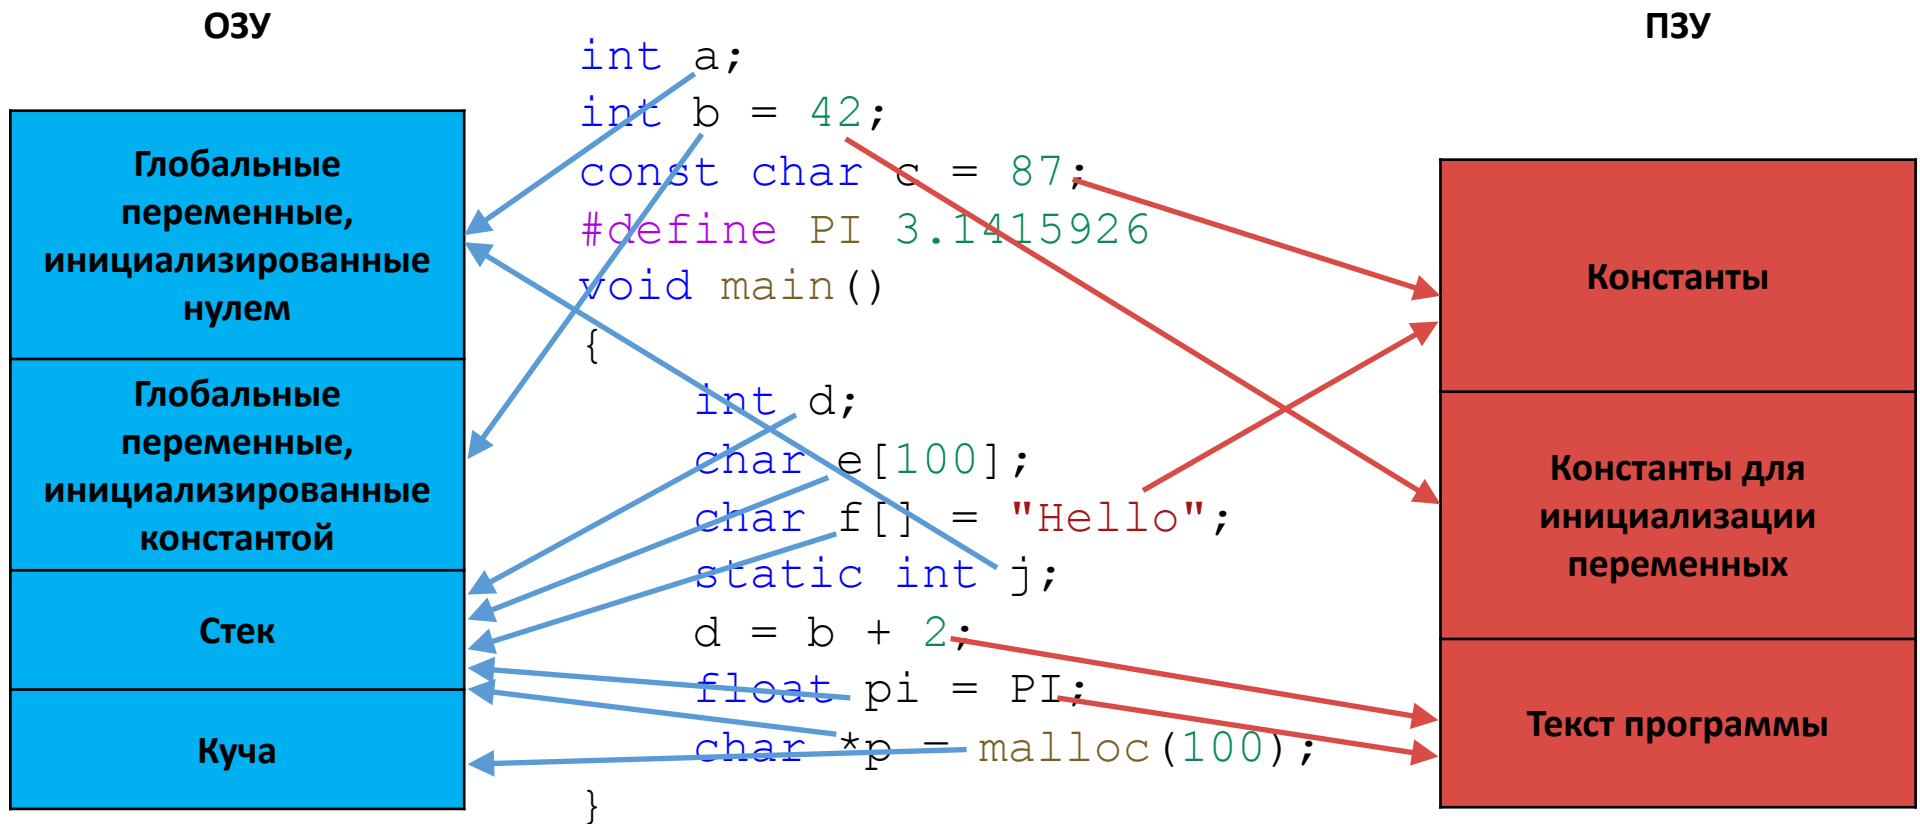 ОЗУ
Глобальные
переменные,
инициализированные
нулем
Глобальные
переменные,
инициализированные
константой
Стек
Куча
int a;
int b = 42;
const char c = 87;
#define PI 3.1415926
void main()
{
int d;
char e[100];
char f[] = "Hello";
static int j;
d = b + 2;
float pi = PI;
char *p = malloc(100);
}
ПЗУ
Константы
Константы для
инициализации
переменных
Текст программы